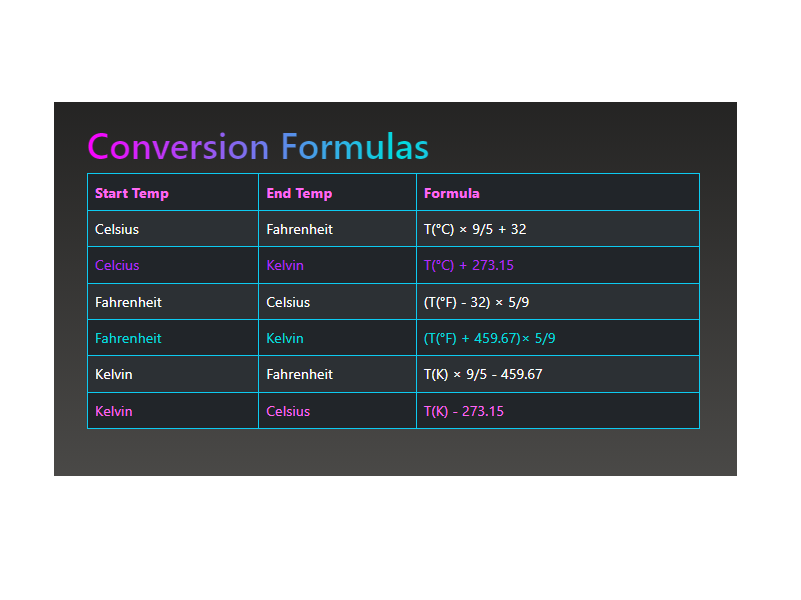 Conversion Formulas
Start Temp End Temp Formula
Celsius Fahrenheit T(°C) × 9/5 + 32
Celcius Kelvin T(°C) + 273.15
Fahrenheit Celsius (T(°F) - 32) × 5/9
Fahrenheit Kelvin (T(°F) + 459.67)× 5/9
Kelvin Fahrenheit T(K) × 9/5 - 459.67
Kelvin Celsius T(K) - 273.15